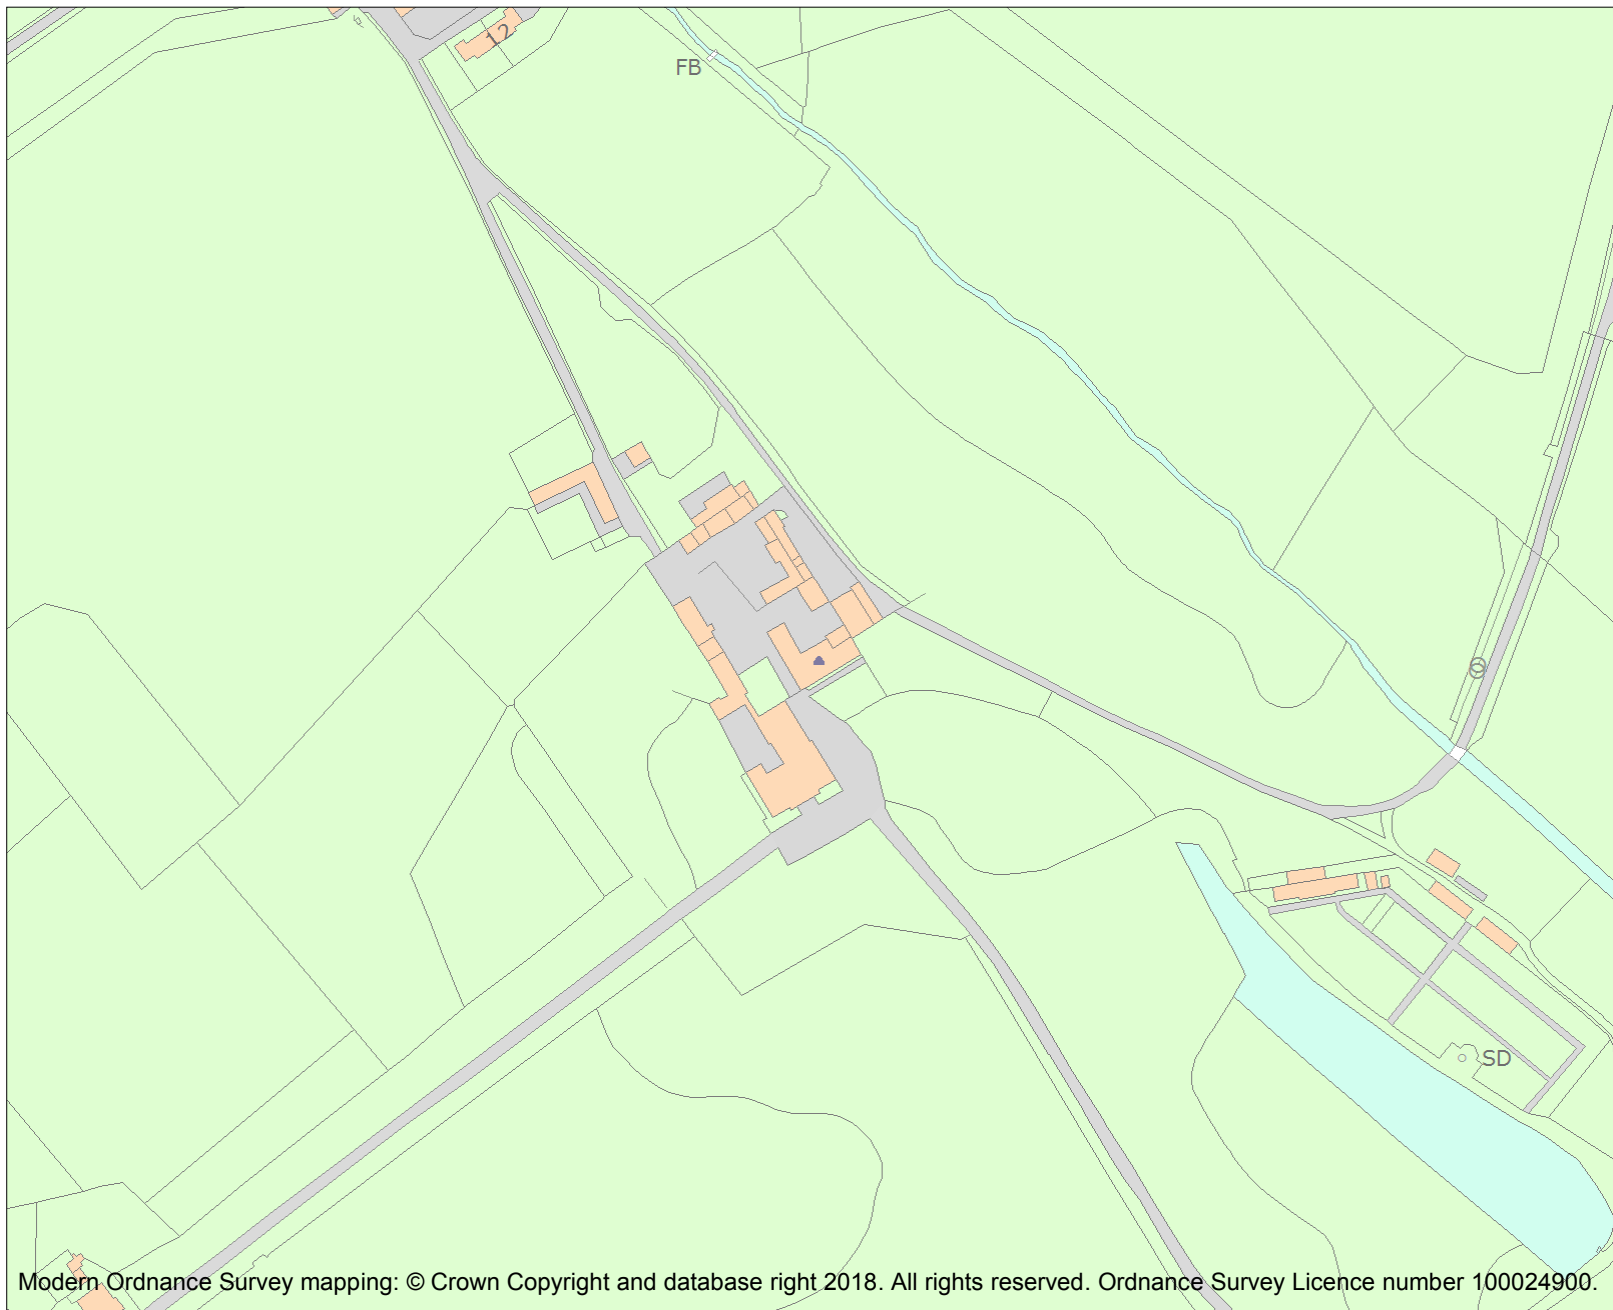 12
FB
SD
Modern Ordnance Survey mapping: © Crown Copyright and database right 2018. All rights reserved. Ordnance Survey Licence number 100024900.